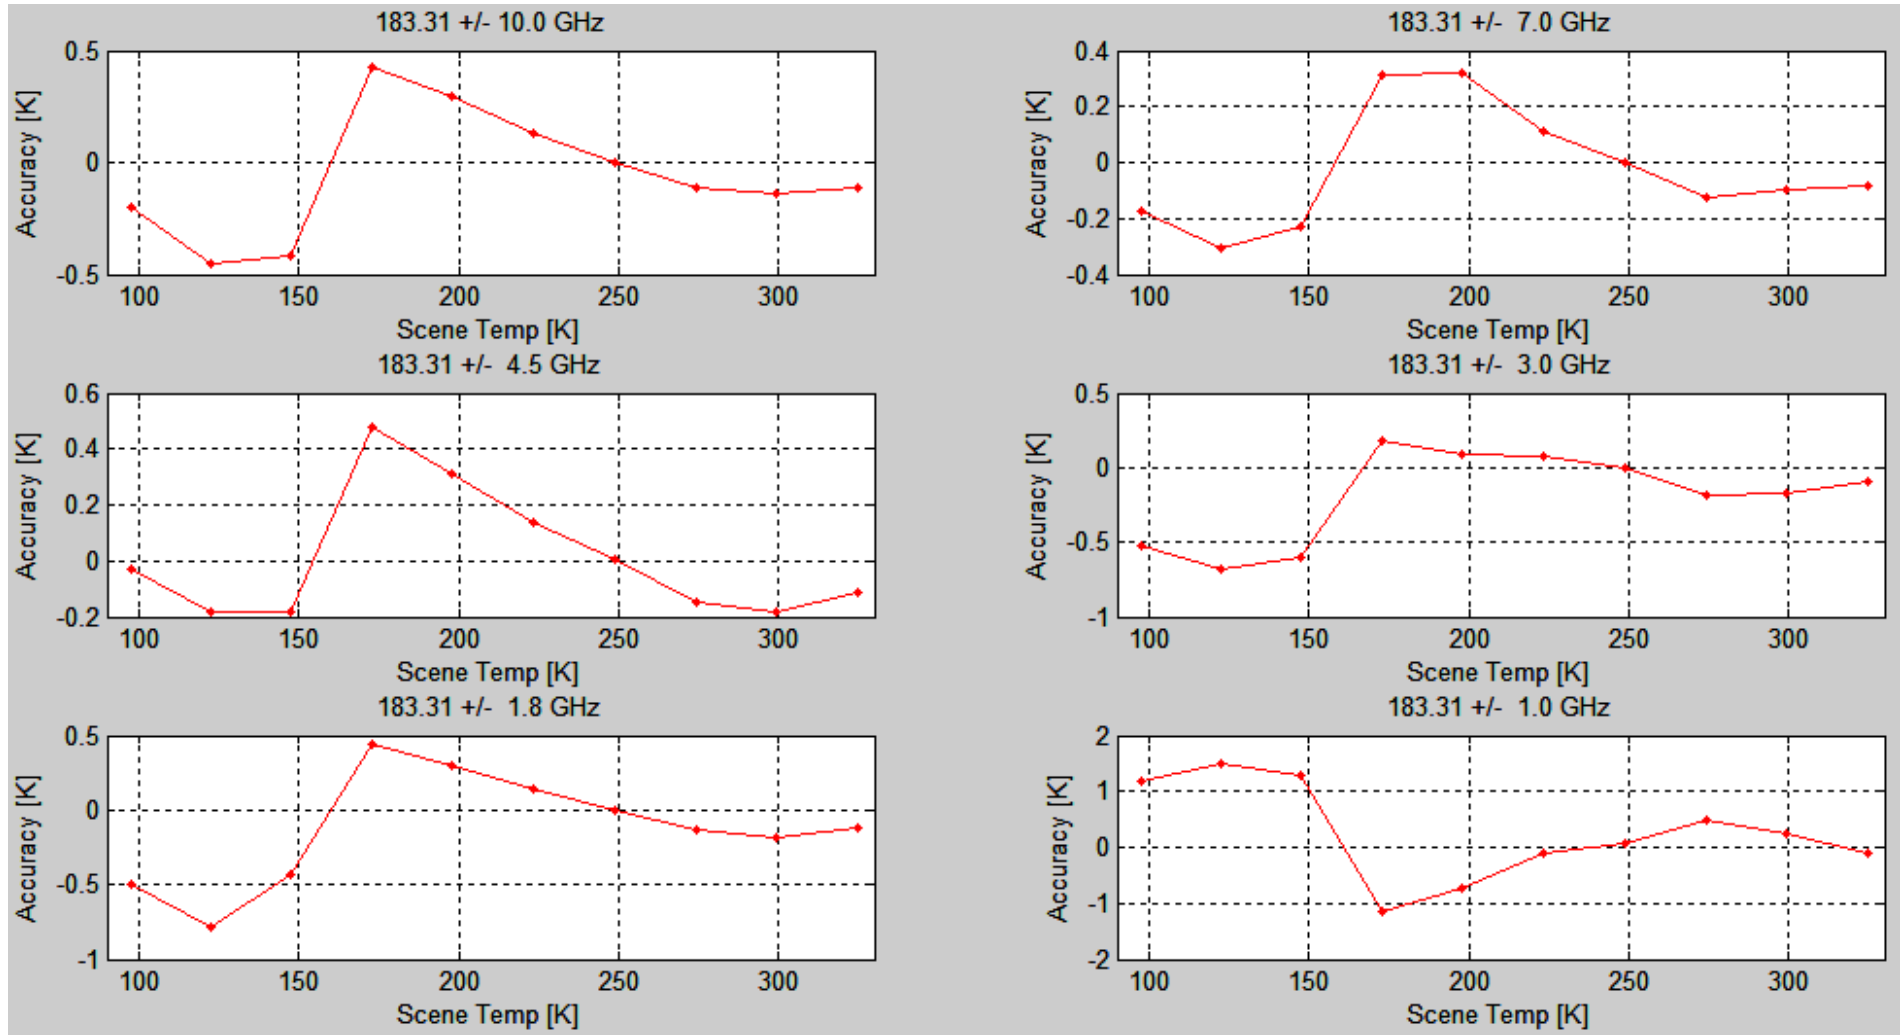 183.31 +/- 10.0 GHz
0.5
0
-0.5
Accuracy [K]
100 150 200 250 300
Scene Temp [K]
183.31 +/-  7.0 GHz
0.4
0.2
0
-0.2
-0.4
Accuracy [K]
100 150 200 250 300
Scene Temp [K]
183.31 +/-  4.5 GHz
0.6
0.4
0.2
0
-0.2
Accuracy [K]
100 150 200 250 300
Scene Temp [K]
183.31 +/-  3.0 GHz
0.5
0
-0.5
-1
Accuracy [K]
100 150 200 250 300
Scene Temp [K]
183.31 +/-  1.8 GHz
0.5
0
-0.5
-1
Accuracy [K]
100 150 200 250 300
Scene Temp [K]
183.31 +/-  1.0 GHz
2
1
0
-1
-2
Accuracy [K]
100 150 200 250 300
Scene Temp [K]